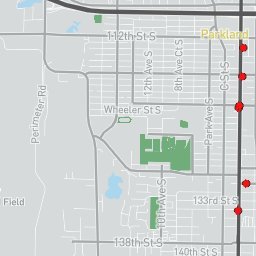 Parkland
112th St S
12th Ave S
8th Ave Ct S
C St S
Perimeter Rd
Wheeler St S
Park Ave S
10th Ave S
133rd St S
Field
138th St S
140th St S